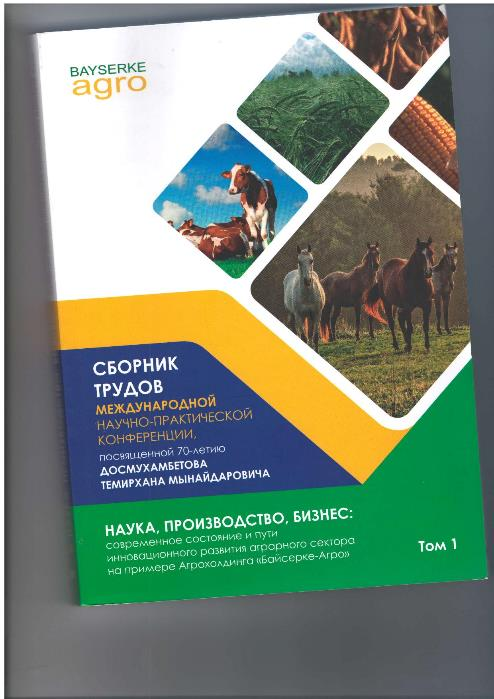 BAYSERKE
agro
СБОРНИК
ТРУДОВ
МЕЖДУНАРОДНОЙ
НАУЧНО-ПРАКТИЧЕСКОЙ
КОНФЕРЕНЦИИ,
посвященной 70-летию
ДОСМУХАМБЕТОВА
ТЕМИРХАНА МЫНАЙДАРОВИЧА
НАУКА, ПРОИЗВОДСТВО, БИЗНЕС:
современное состояние и пути
инновационного развития аграрного сектора
на примере Агрохолдинга «Байсерке-Агро»
Том 1